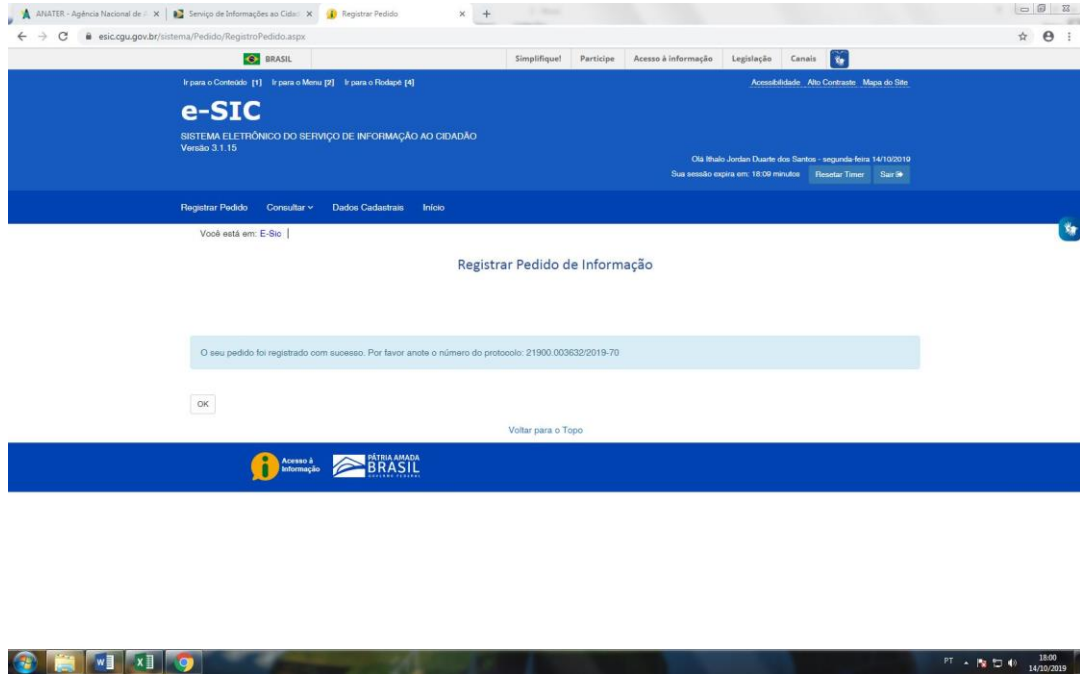 ANATER - Agência Nacional de A
Serviço de Informações ao Cidad
Registrar Pedido
esic.cgu.gov.br/sistema/Pedido/RegistroPedido.aspx
BRASIL
Simplifique!
Participe
Acesso à informação
Legislação
Canais
Ir para o Conteúdo [1] Ir para o Menu [2] Ir para o Rodapé [4]
Acessibilidade Alto Contraste Mapa do Site
e-SIC
SISTEMA ELETRÔNICO DO SERVIÇO DE INFORMAÇÃO AO CIDADÃO
Versão 3.1.15
Olá Ithalo Jordan Duarte dos Santos - segunda-feira 14/10/2019
Sua sessão expira em: 18:09 minutos Resetar Timer Sair
Registrar Pedido Consultar Dados Cadastrais Início
Você está em: E-Sic |
Registrar Pedido de Informação
O seu pedido foi registrado com sucesso. Por favor anote o número do protocolo: 21900.003632/2019-70
OK
Voltar para o Topo
Acesso à
Informação
PÁTRIA AMADA
BRASIL
GOVERNO FEDERAL
PT
18:00
14/10/2019